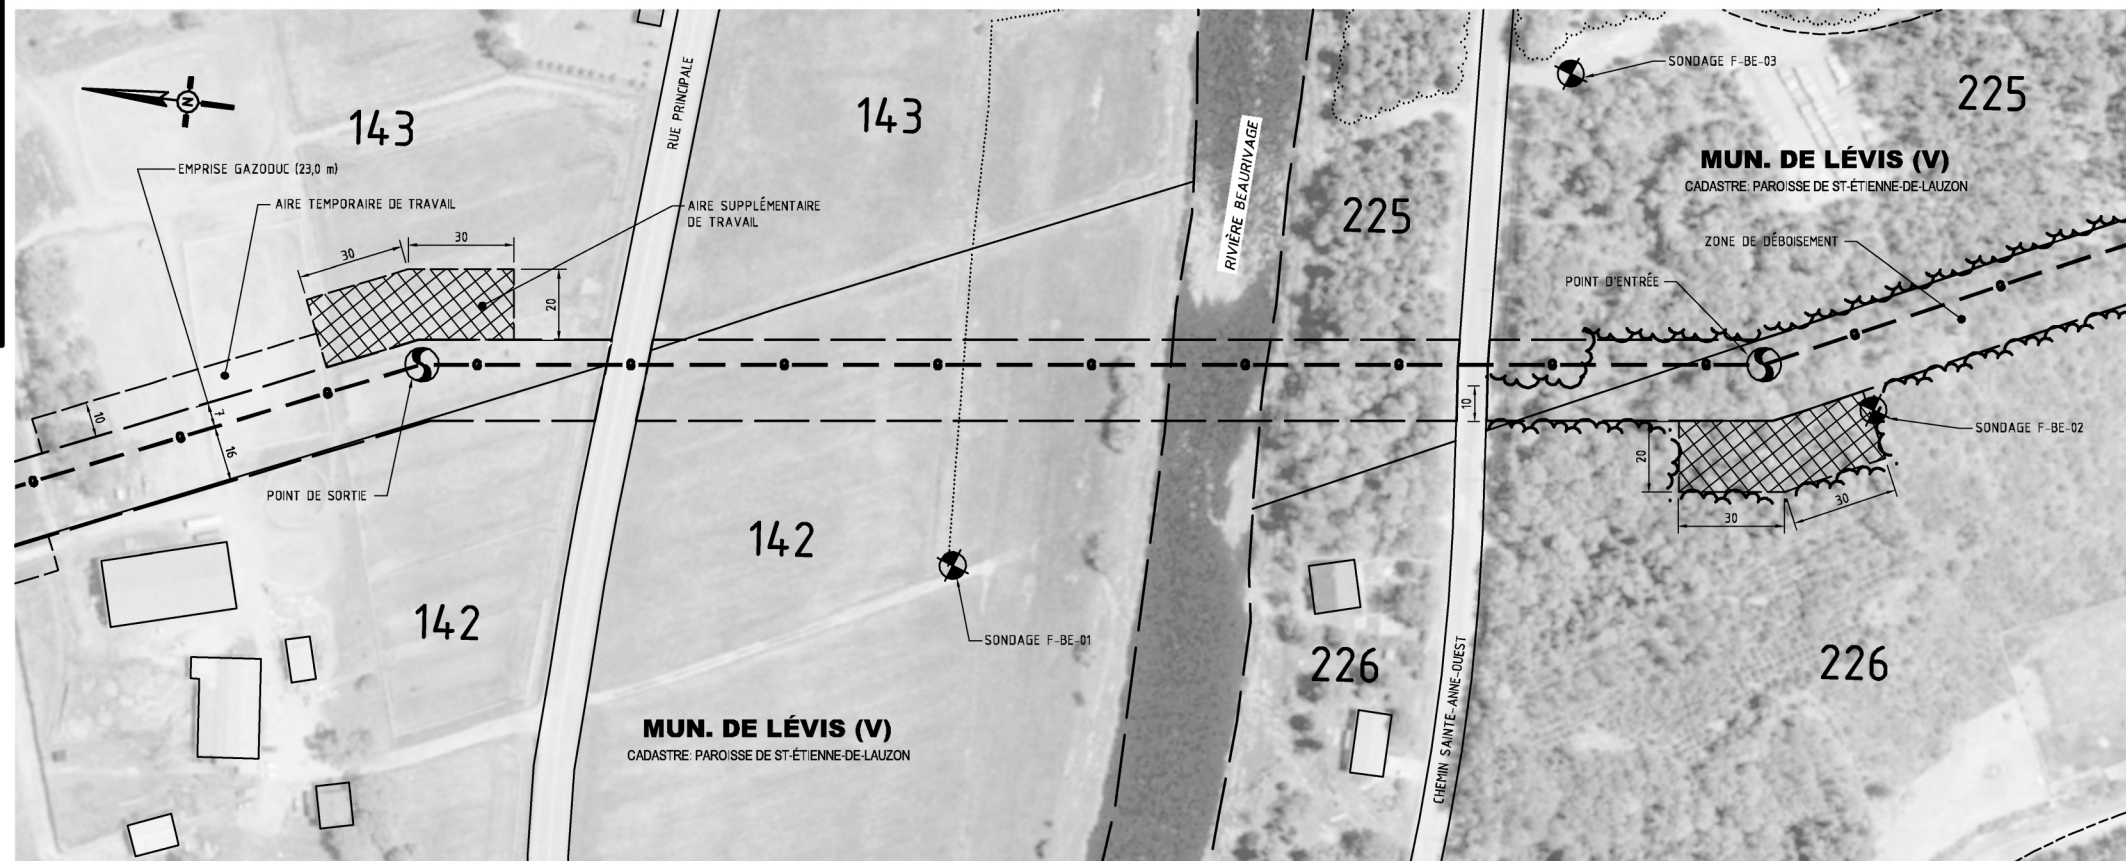 N
143
EMPRISE GAZODUC (23,0 m)
AIRE TEMPORAIRE DE TRAVAIL
30
30
20
10
7
16
POINT DE SORTIE
142
RUE PRINCIPALE
143
AIRE SUPPLÉMENTAIRE
DE TRAVAIL
G
G
G
G
G
G
G
G
G
G
G
G
G
G
142
SONDAGE F-BE-01
MUN. DE LÉVIS (V)
CADASTRE: PAROISSE DE ST-ÉTIENNE-DE-LAUZON
RIVIÈRE BEAURIVAGE
225
226
10
CHEMIN SAINTE-ANNE-OUEST
SONDAGE F-BE-03
225
MUN. DE LÉVIS (V)
CADASTRE: PAROISSE DE ST-ÉTIENNE-DE-LAUZON
ZONE DE DÉBOISEMENT
POINT D'ENTRÉE
SONDAGE F-BE-02
20
30
30
226